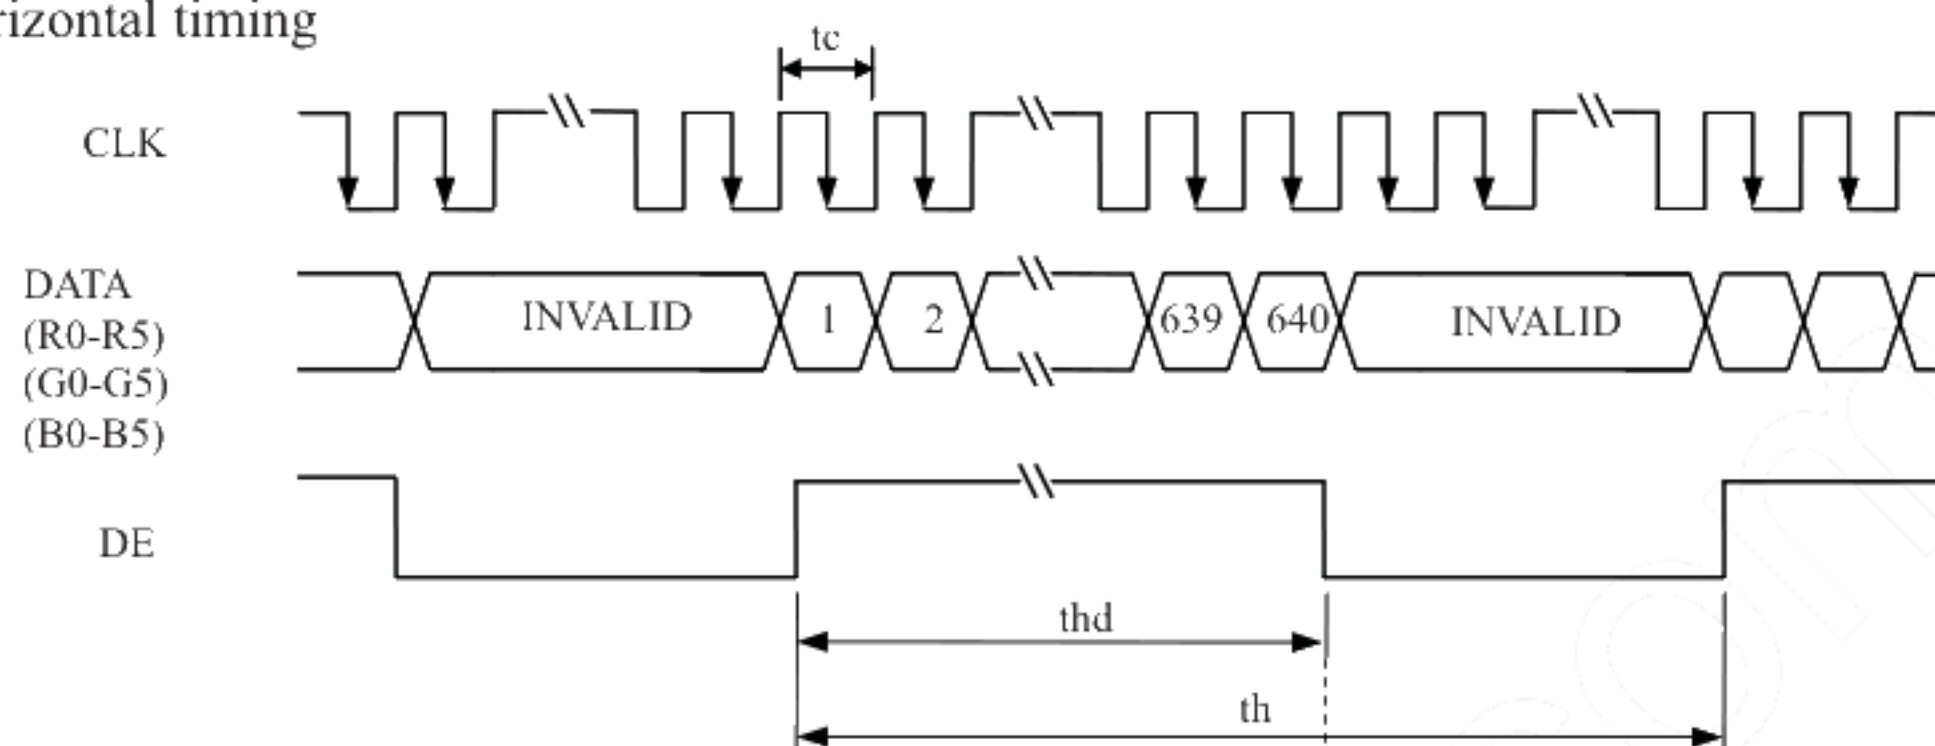 rizontal timing
tc
CLK
DATA
(R0-R5)
(G0-G5)
(B0-B5)
INVALID 1 2 639 640 INVALID
DE
thd
th